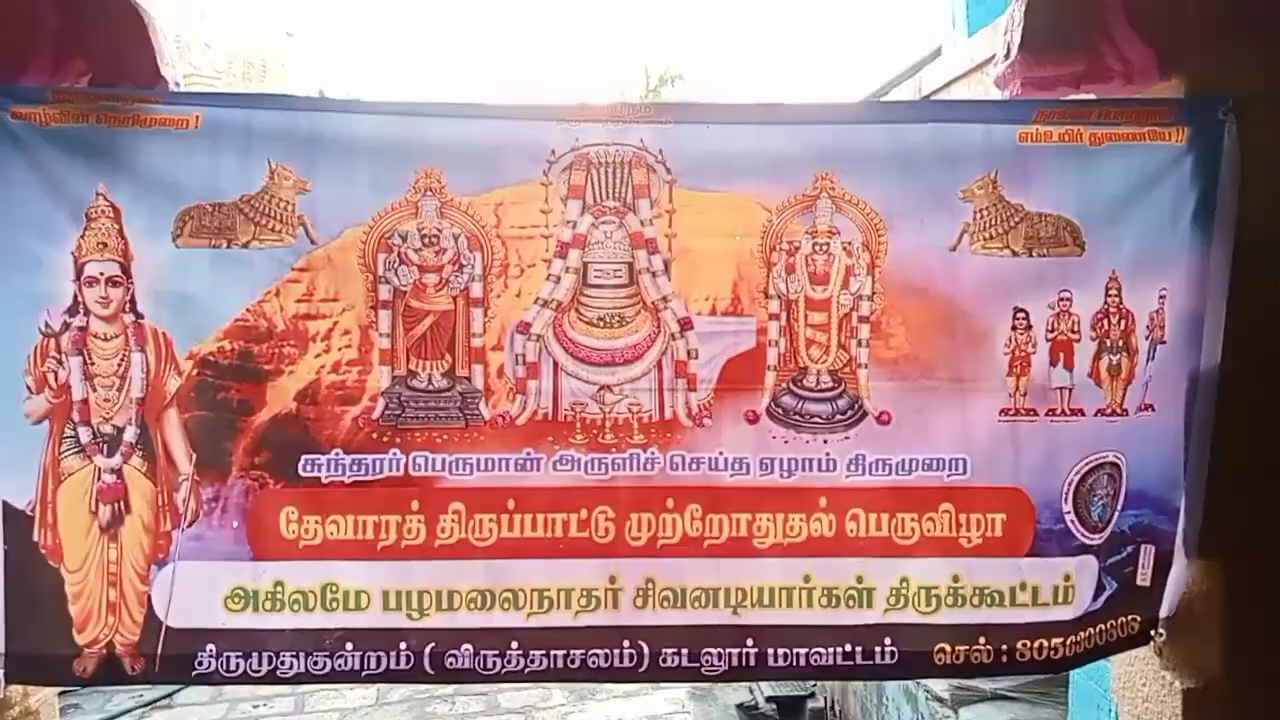 வாழ்வின் நெறிமுறை !
எம்உயிர் துணையே !!
சுந்தரர் பெருமான் அருளிச் செய்த ஏழாம் திருமுறை
தேவாரத் திருப்பாட்டு முற்றோதுதல் பெருவிழா
அகிலமே பழமலைநாதர் சிவனடியார்கள் திருக்கூட்டம்
திருமுதுகுன்றம் ( விருத்தாசலம்) கடலூர் மாவட்டம் செல் : 8056300808